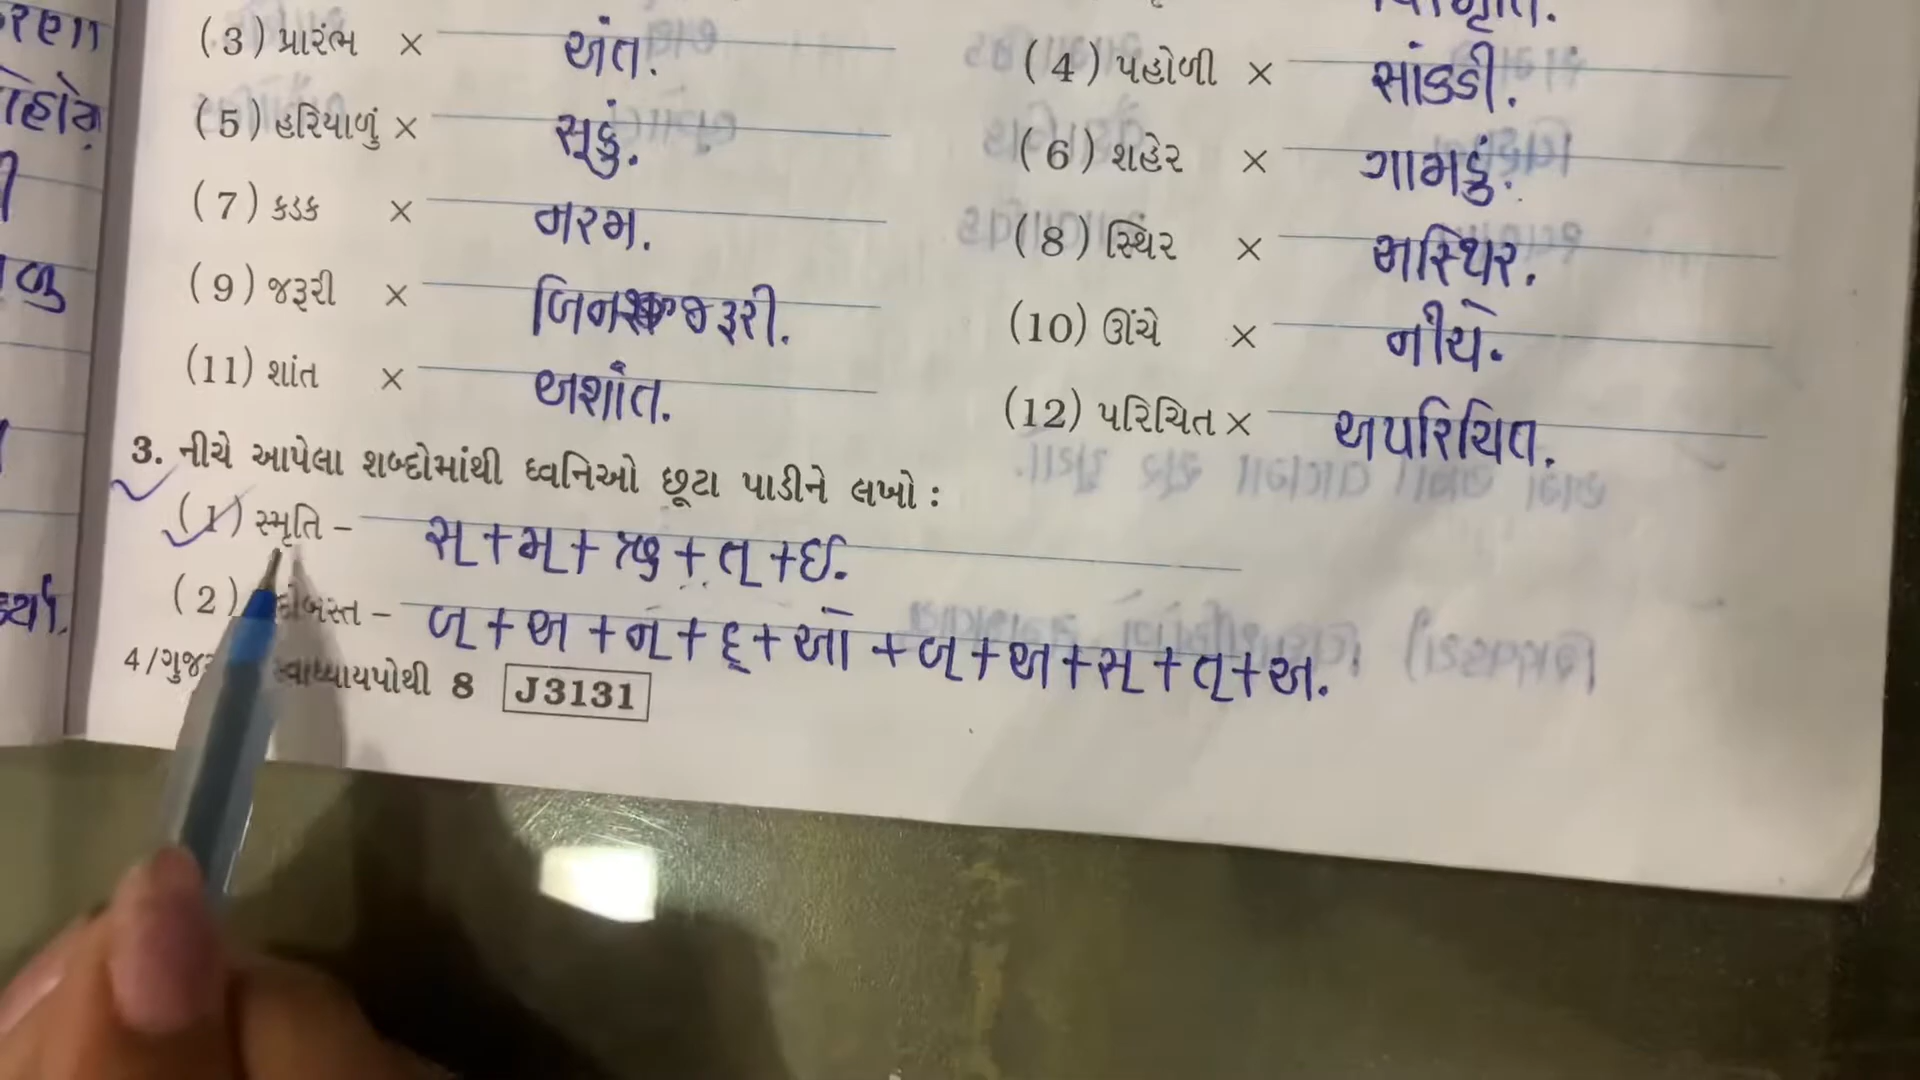 (3) પ્રારંભ × અંત. (4) પહોળી × સાંકડી.
(5) હરિયાળું × સૂકું. (6) શહેર × ગામડું.
(7) કડક × નરમ. (8) સ્થિર × અસ્થિર.
(9) જરૂરી × બિનજરૂરી. (10) ઊંચે × નીચે.
(11) શાંત × અશાંત. (12) પરિચિત × અપરિચિત.
3. નીચે આપેલા શબ્દોમાંથી ધ્વનિઓ છૂટા પાડીને લખો :
(1) સ્મૃતિ – સ્+મ્+ઋ+ત્+ઈ.
(2) – બ્+અ+ન્+દ્+ઓ+બ્+અ+સ્+ત્+અ.
4/ સ્વાધ્યાયપોથી 8 J3131